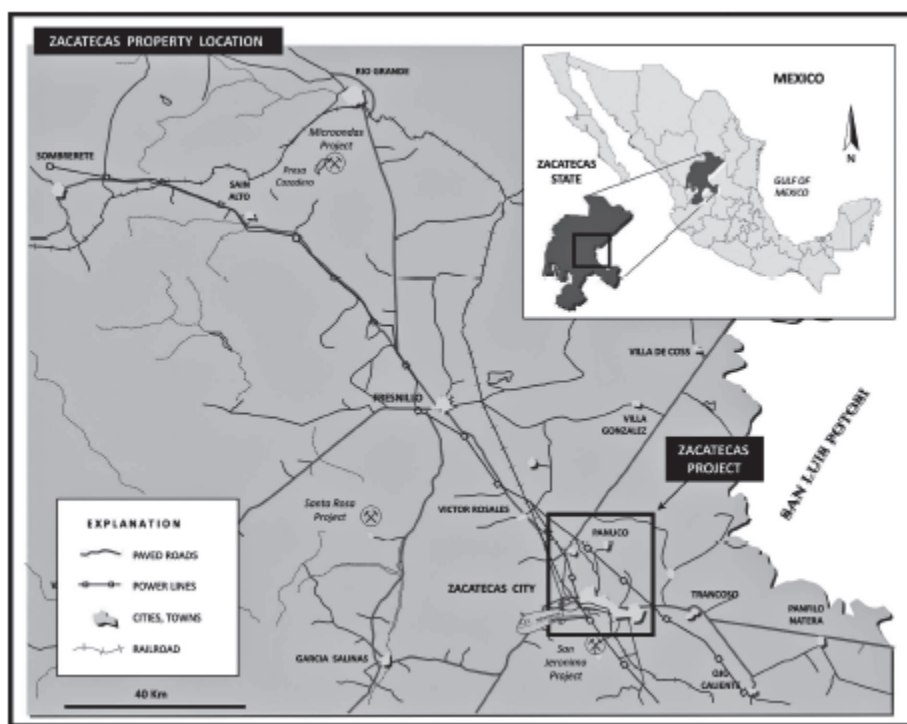 ZACATECAS PROPERTY LOCATION
RIO GRANDE
MEXICO
Microondas
Project
SOMBRERETE
Presa
Cazadero
SAIN
ALTO
N
ZACATECAS
STATE
GULF OF
MEXICO
VILLA DE COSS
FRESNILLO
VILLA
GONZALEZ
SAN LUIS POTOSI
ZACATECAS
PROJECT
Santa Rosa
Project
VICTOR ROSALES
PANUCO
EXPLANATION
PAVED ROADS
POWER LINES
CITIES, TOWNS
RAILROAD
ZACATECAS CITY
TRANCOSO
PANFILO
NATERA
GARCIA SALINAS
San
Jeronimo
Project
OJO
CALIENTE
40 Km